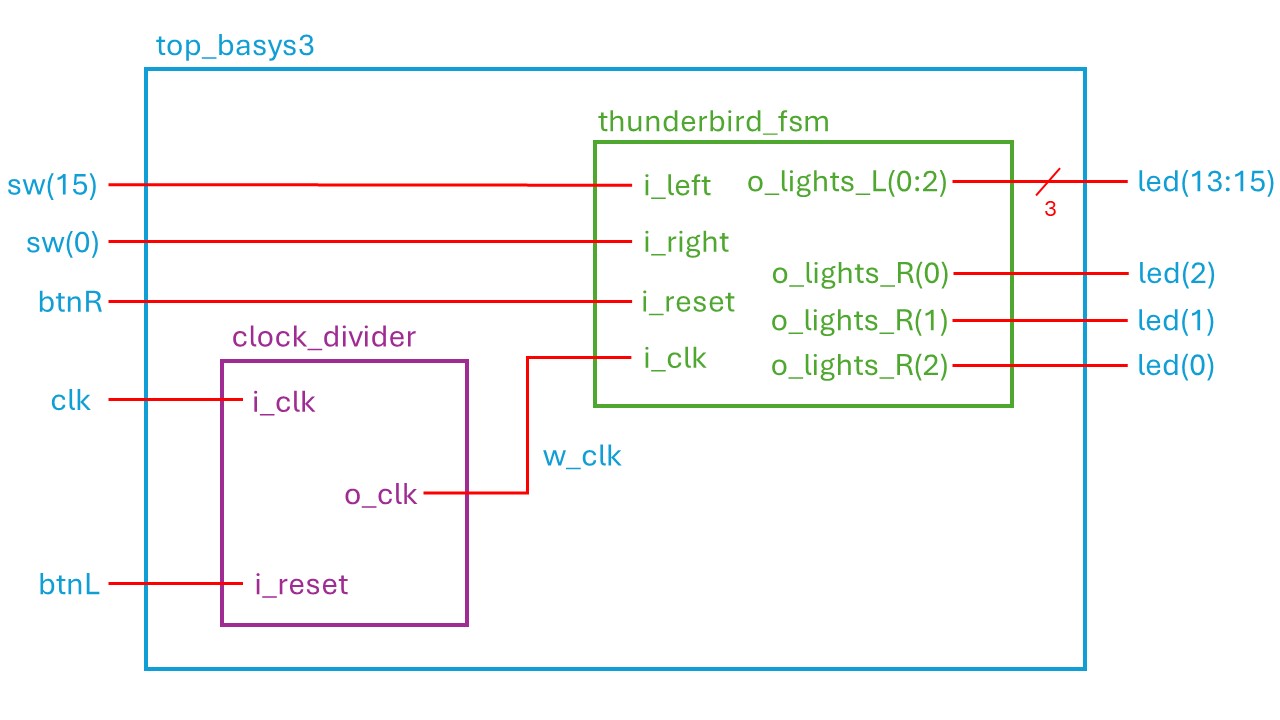 top_basys3
thunderbird_fsm
sw(15)
i_left
o_lights_L(0:2)
3
led(13:15)
sw(0)
i_right
o_lights_R(0)
led(2)
btnR
i_reset
o_lights_R(1)
led(1)
clock_divider
i_clk
o_lights_R(2)
led(0)
clk
i_clk
w_clk
o_clk
btnL
i_reset